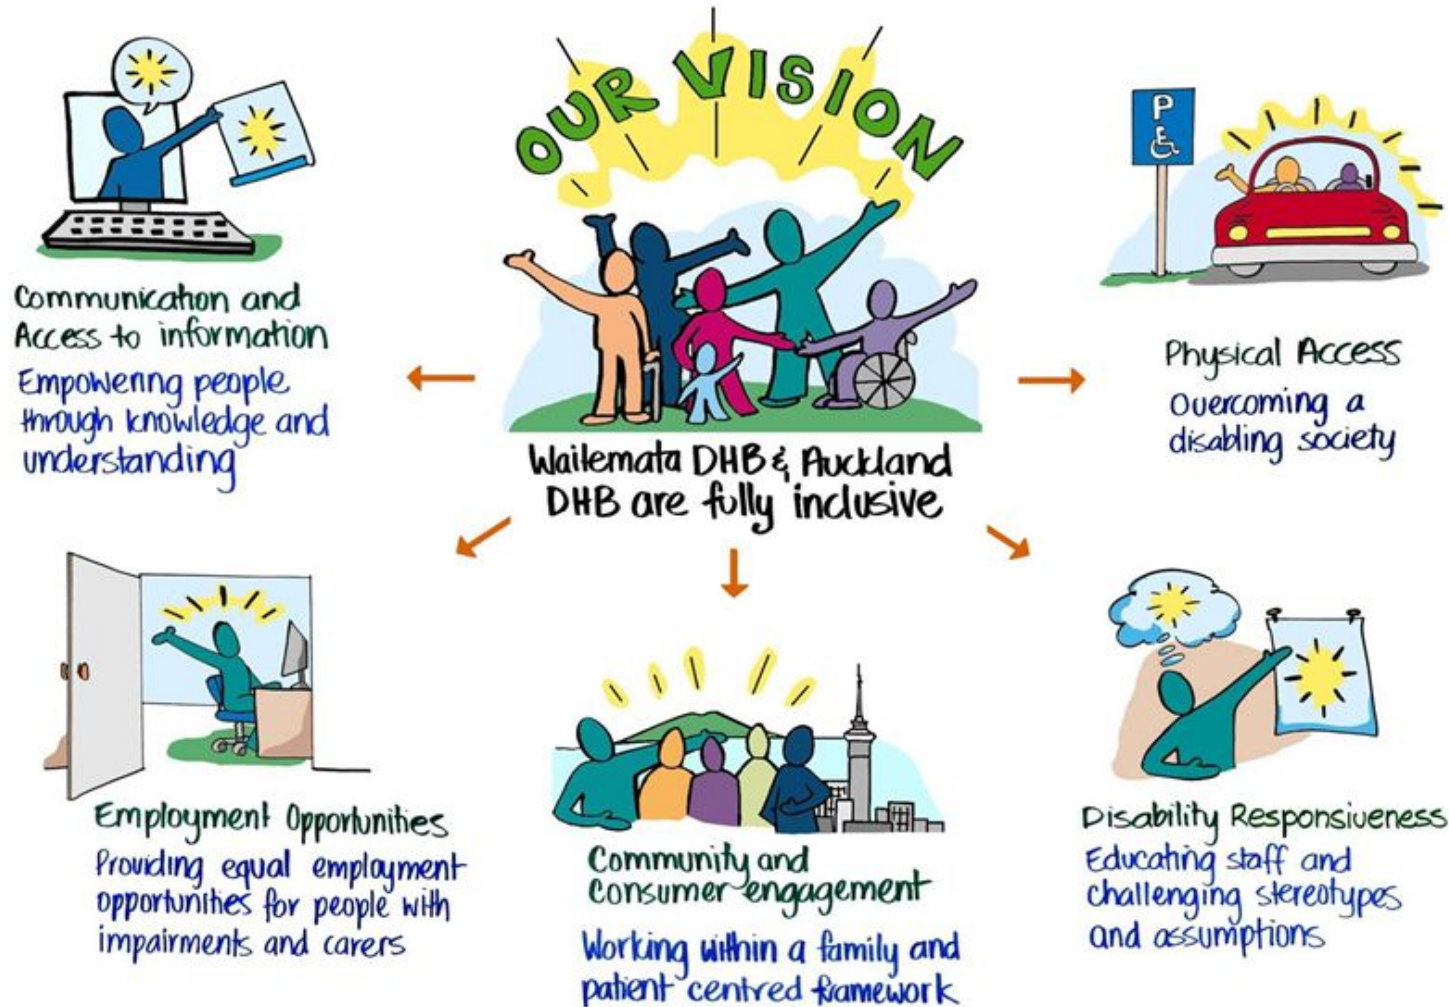 OUR VISION
Waitemata DHB & Auckland
DHB are fully inclusive
Communication and
Access to information
Empowering people
through knowledge and
understanding
P
Physical Access
Overcoming a
disabling society
Employment Opportunities
Providing equal employment
opportunities for people with
impairments and carers
Community and
Consumer engagement
Working within a family and
patient centred framework
Disability Responsiveness
Educating staff and
challenging stereotypes
and assumptions